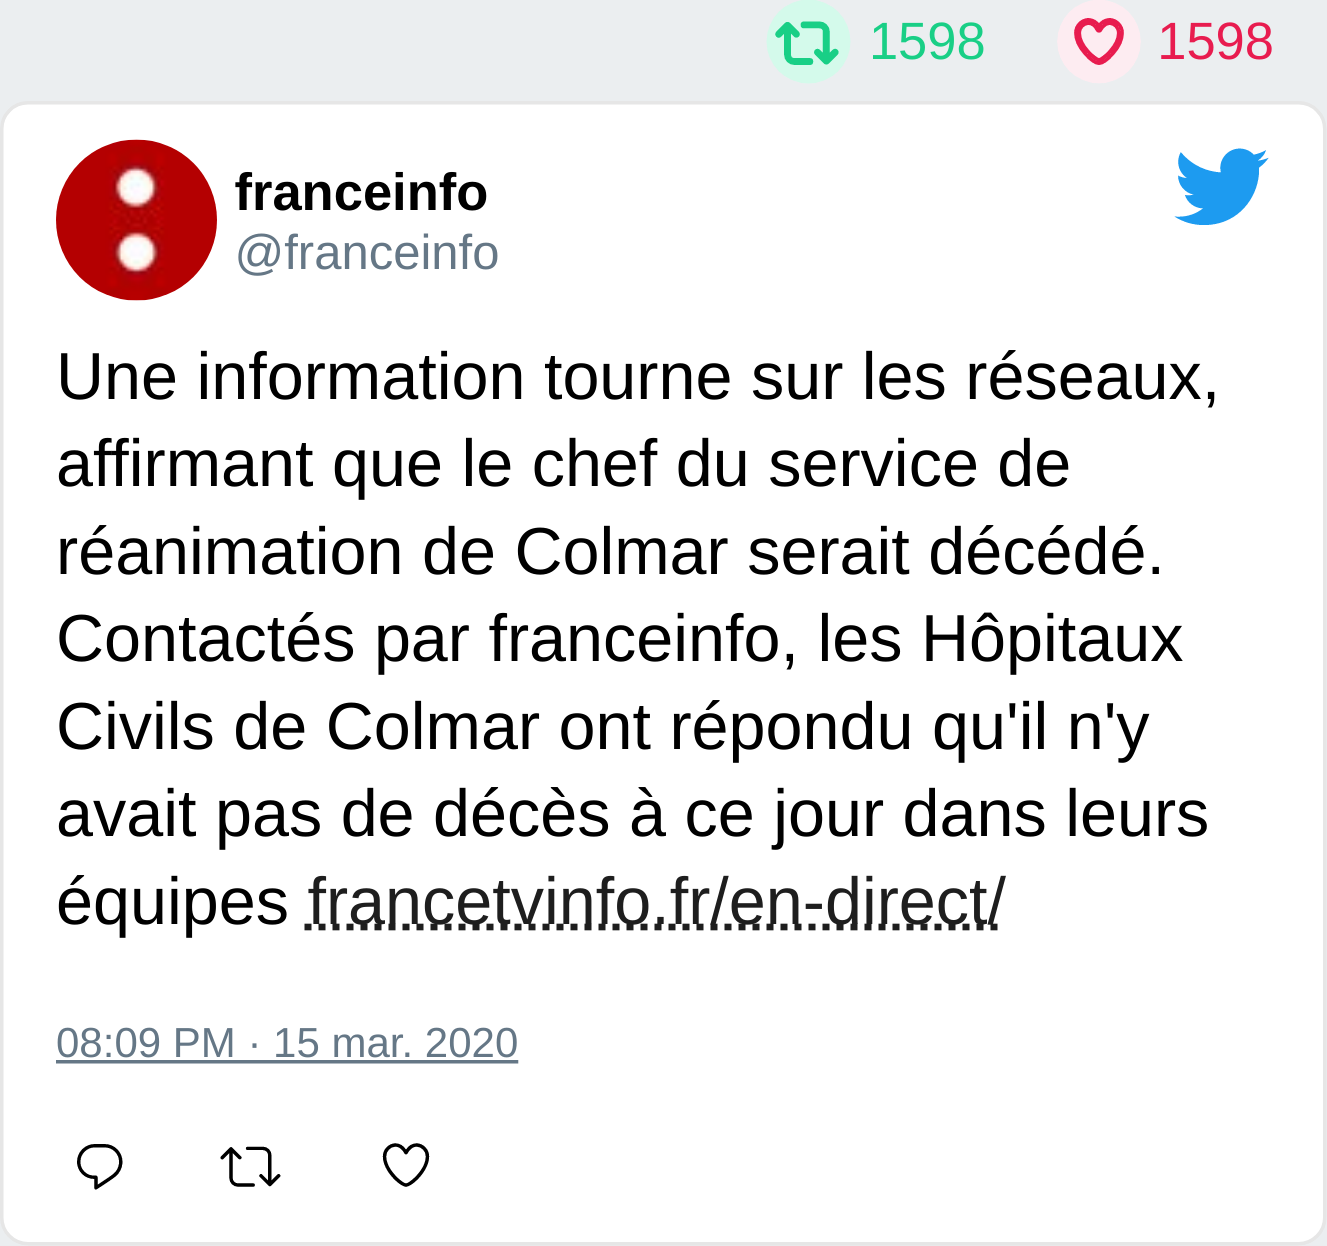 1598 1598
franceinfo
@franceinfo
Une information tourne sur les réseaux,
affirmant que le chef du service de
réanimation de Colmar serait décédé.
Contactés par franceinfo, les Hôpitaux
Civils de Colmar ont répondu qu'il n'y
avait pas de décès à ce jour dans leurs
équipes francetvinfo.fr/en-direct/
08:09 PM · 15 mar. 2020